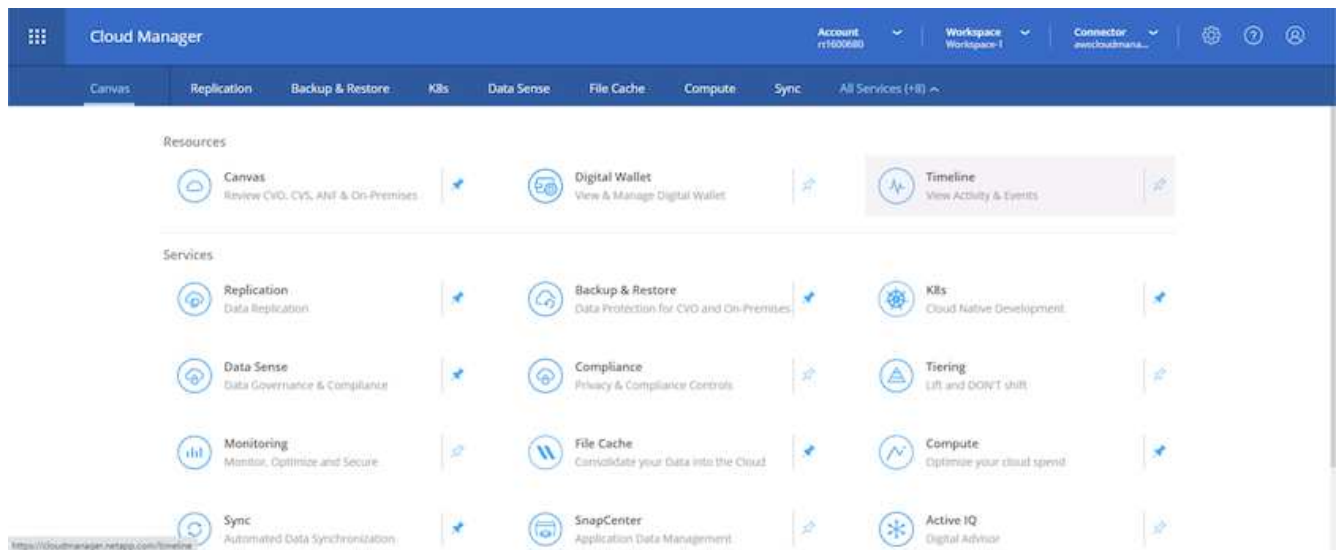 Cloud Manager
Account
rr1600680
Workspace
Workspace-1
Connector
awscloudmana...
Canvas
Replication
Backup & Restore
K8s
Data Sense
File Cache
Compute
Sync
All Services (+8)
Resources
Canvas
Review CVO, CVS, ANF & On-Premises
Digital Wallet
View & Manage Digital Wallet
Timeline
View Activity & Events
Services
Replication
Data Replication
Backup & Restore
Data Protection for CVO and On-Premises
K8s
Cloud Native Development
Data Sense
Data Governance & Compliance
Compliance
Privacy & Compliance Controls
Tiering
Lift and DON'T shift
Monitoring
Monitor, Optimize and Secure
File Cache
Consolidate your Data into the Cloud
Compute
Optimize your cloud spend
Sync
Automated Data Synchronization
SnapCenter
Application Data Management
Active IQ
Digital Advisor
https://cloudmanager.netapp.com/timeline